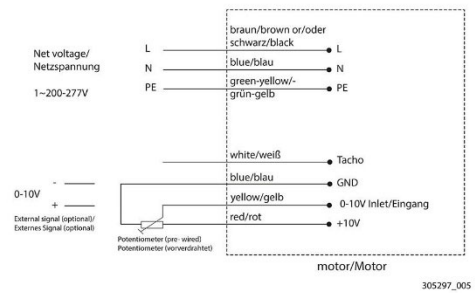 braun/brown or/oder
schwarz/black
Net voltage/
Netzspannung
1~200-277V
L
L
blue/blau
N
N
green-yellow/-
grün-gelb
PE
PE
white/weiß
Tacho
blue/blau
GND
-
0-10V
+
yellow/gelb
0-10V Inlet/Eingang
External signal (optional)/
Externes Signal (optional)
red/rot
+10V
Potentiometer (pre- wired)
Potentiometer (vorverdrahtet)
motor/Motor
305297_005